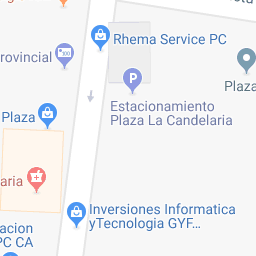 Rhema Service PC
rovincial
Plaza
Estacionamiento
Plaza La Candelaria
Plaza
aria
Inversiones Informatica
yTecnologia GYF...
acion
PC CA